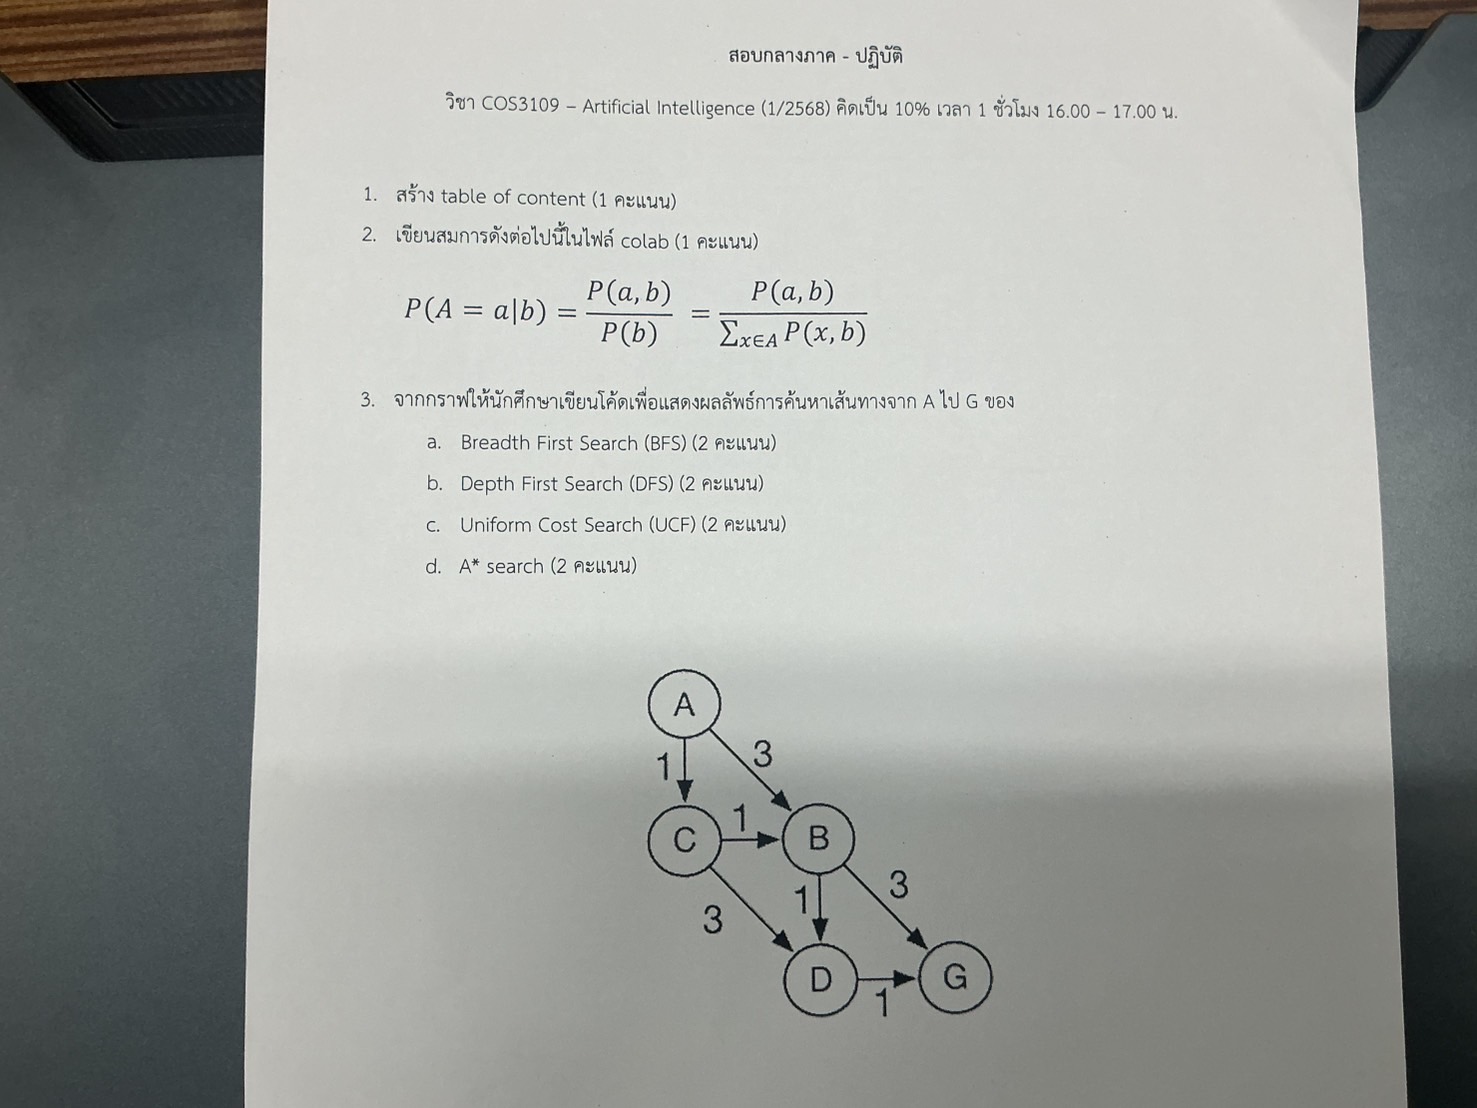 สอบกลางภาค - ปฏิบัติ
วิชา COS3109 – Artificial Intelligence (1/2568) คิดเป็น 10% เวลา 1 ชั่วโมง 16.00 – 17.00 น.
1. สร้าง table of content (1 คะแนน)
2. เขียนสมการดังต่อไปนี้ในไฟล์ colab (1 คะแนน)
P(A = a|b) = P(a, b) / P(b) = P(a, b) / ∑x∈A P(x, b)
3. จากกราฟให้นักศึกษาเขียนโค้ดเพื่อแสดงผลลัพธ์การค้นหาเส้นทางจาก A ไป G ของ
a. Breadth First Search (BFS) (2 คะแนน)
b. Depth First Search (DFS) (2 คะแนน)
c. Uniform Cost Search (UCF) (2 คะแนน)
d. A* search (2 คะแนน)
A
1 3
C 1 B
3 1 3
D 1 G